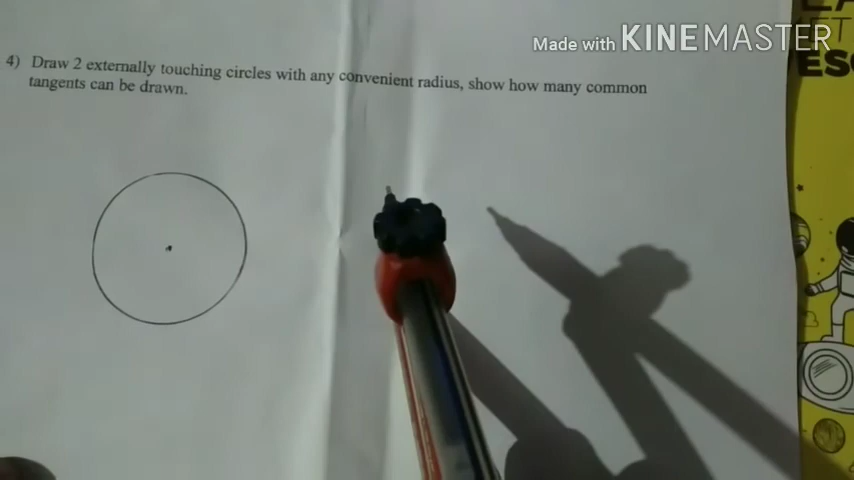 Made with KINEMASTER
4) Draw 2 externally touching circles with any convenient radius, show how many common
tangents can be drawn.